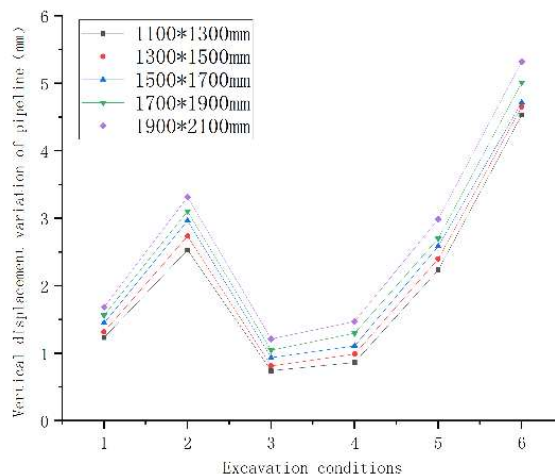 6
5
4
3
2
1
0
Vertical displacement variation of pipeline (mm)
1100*1300mm
1300*1500mm
1500*1700mm
1700*1900mm
1900*2100mm
1 2 3 4 5 6
Excavation conditions